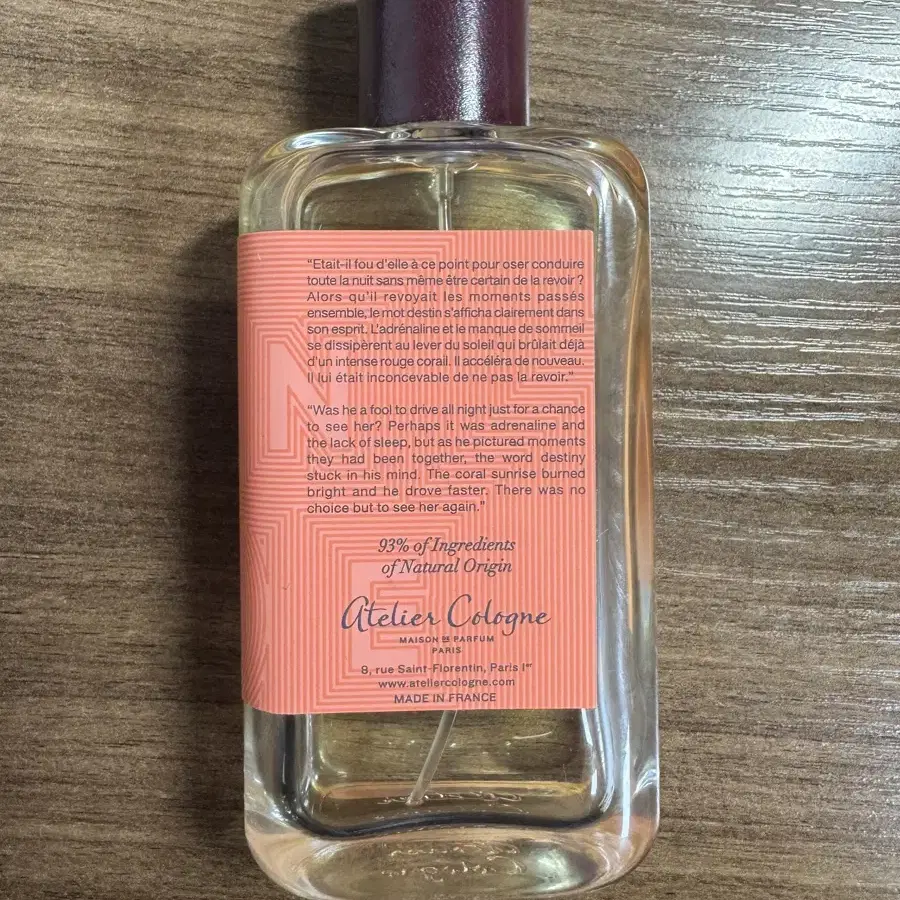 “Etait-il fou d'elle à ce point pour oser conduire
toute la nuit sans même être certain de la revoir ?
Alors qu'il revoyait les moments passés
ensemble, le mot destin s'afficha clairement dans
son esprit. L'adrénaline et le manque de sommeil
se dissipèrent au lever du soleil qui brûlait déjà
d'un intense rouge corail. Il accéléra de nouveau.
Il lui était inconcevable de ne pas la revoir.”
“Was he a fool to drive all night just for a chance
to see her? Perhaps it was adrenaline and
the lack of sleep, but as he pictured moments
they had been together, the word destiny
stuck in his mind. The coral sunrise burned
bright and he drove faster. There was no
choice but to see her again.”
93% of Ingredients
of Natural Origin
Atelier Cologne
MAISON DE PARFUM
PARIS
8, rue Saint-Florentin, Paris Iᵉʳ
www.ateliercologne.com
MADE IN FRANCE